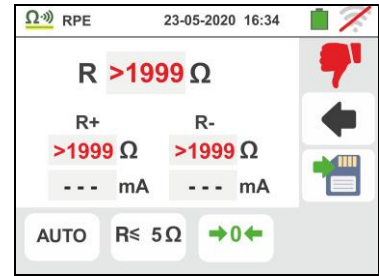 Ω RPE 23-05-2020 16:34
R >1999 Ω
R+ R-
>1999 Ω >1999 Ω
--- mA --- mA
AUTO R≤ 5Ω →0←